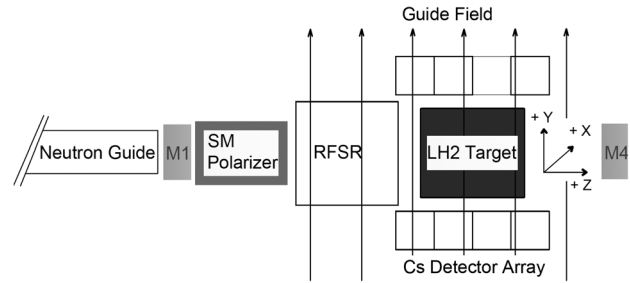 Guide Field
Neutron Guide
M1
SM
Polarizer
RFSR
LH2 Target
+ Y
+ X
+ Z
M4
Cs Detector Array